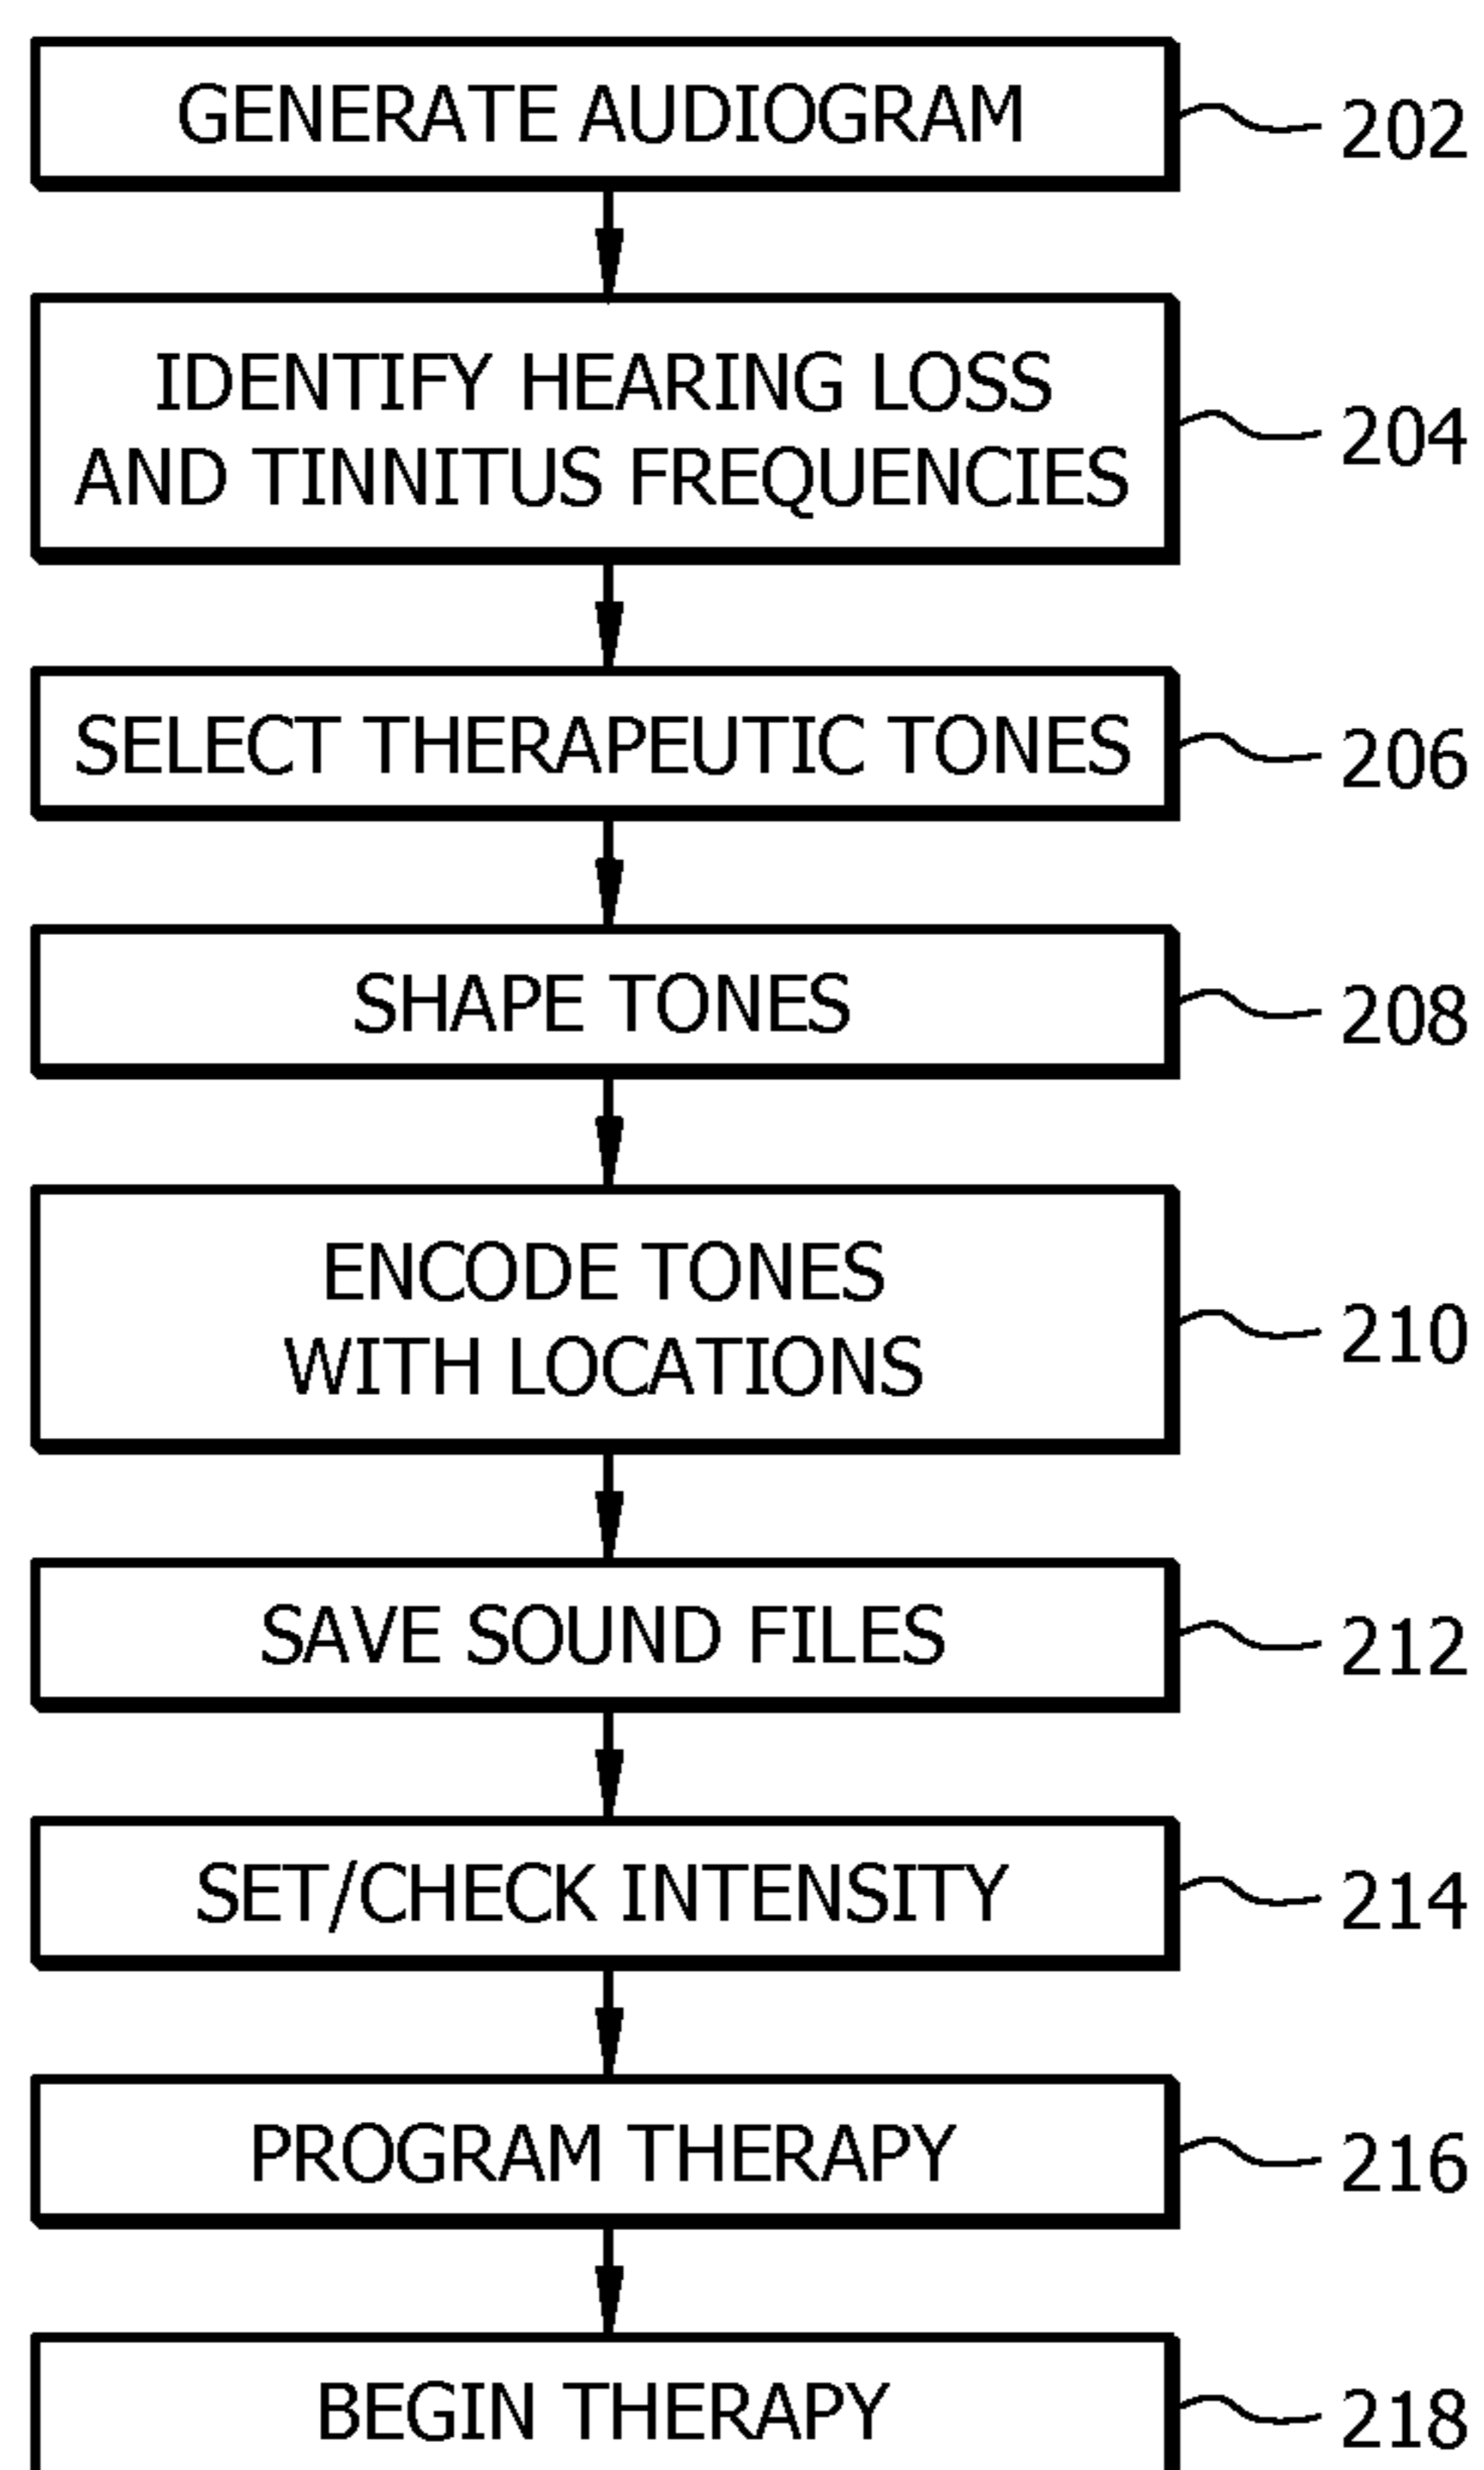 GENERATE AUDIOGRAM
202
IDENTIFY HEARING LOSS
AND TINNITUS FREQUENCIES
204
SELECT THERAPEUTIC TONES
206
SHAPE TONES
208
ENCODE TONES
WITH LOCATIONS
210
SAVE SOUND FILES
212
SET/CHECK INTENSITY
214
PROGRAM THERAPY
216
BEGIN THERAPY
218